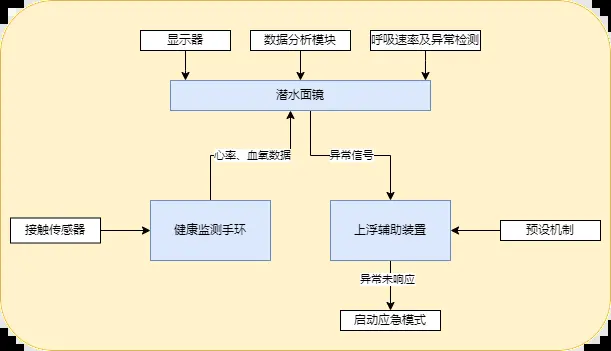 显示器
数据分析模块
呼吸速率及异常检测
潜水面镜
心率、血氧数据
异常信号
接触传感器
健康监测手环
上浮辅助装置
预设机制
异常未响应
启动应急模式